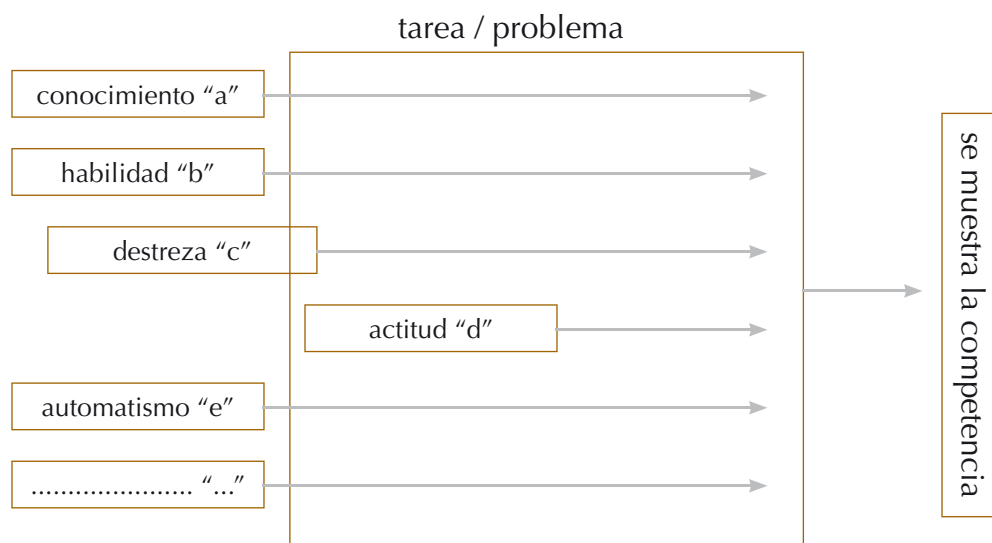 tarea / problema
conocimiento “a”
habilidad “b”
destreza “c”
actitud “d”
automatismo “e”
...................... “...”
se muestra la competencia